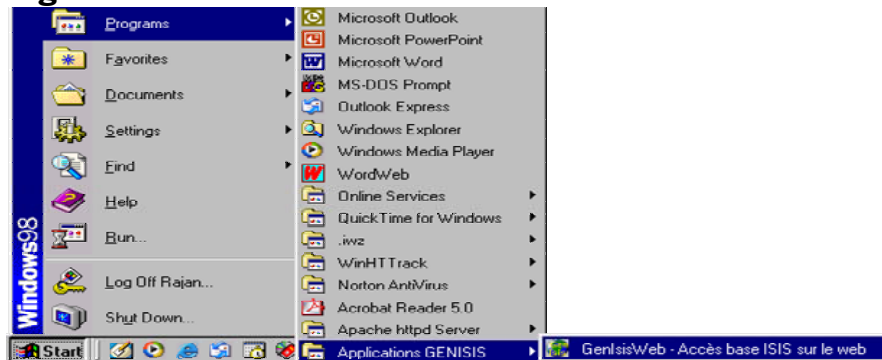 Programs
Favorites
Documents
Settings
Find
Help
Run...
Log Off Rajan...
Shut Down...
Windows98
Start
Microsoft Outlook
Microsoft PowerPoint
Microsoft Word
MS-DOS Prompt
Outlook Express
Windows Explorer
Windows Media Player
WordWeb
Online Services
QuickTime for Windows
.iwz
WinHTTrack
Norton AntiVirus
Acrobat Reader 5.0
Apache httpd Server
Applications GENISIS
GenIsisWeb - Accès base ISIS sur le web